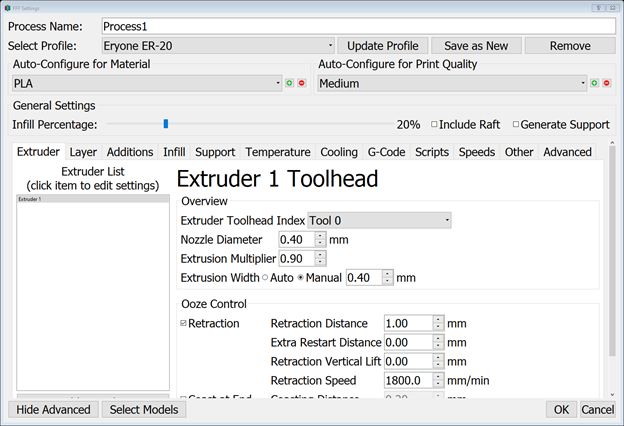 FFF Settings
Process Name: Process1
Select Profile: Eryone ER-20 Update Profile Save as New Remove
Auto-Configure for Material Auto-Configure for Print Quality
PLA Medium
General Settings
Infill Percentage: 20% Include Raft Generate Support
Extruder Layer Additions Infill Support Temperature Cooling G-Code Scripts Speeds Other Advanced
Extruder List
(click item to edit settings)
Extruder 1
Extruder 1 Toolhead
Overview
Extruder Toolhead Index Tool 0
Nozzle Diameter 0.40 mm
Extrusion Multiplier 0.90
Extrusion Width Auto Manual 0.40 mm
Ooze Control
Retraction Retraction Distance 1.00 mm
Extra Restart Distance 0.00 mm
Retraction Vertical Lift 0.00 mm
Retraction Speed 1800.0 mm/min
Coast at End Coasting Distance 0.20 mm
Hide Advanced Select Models OK Cancel